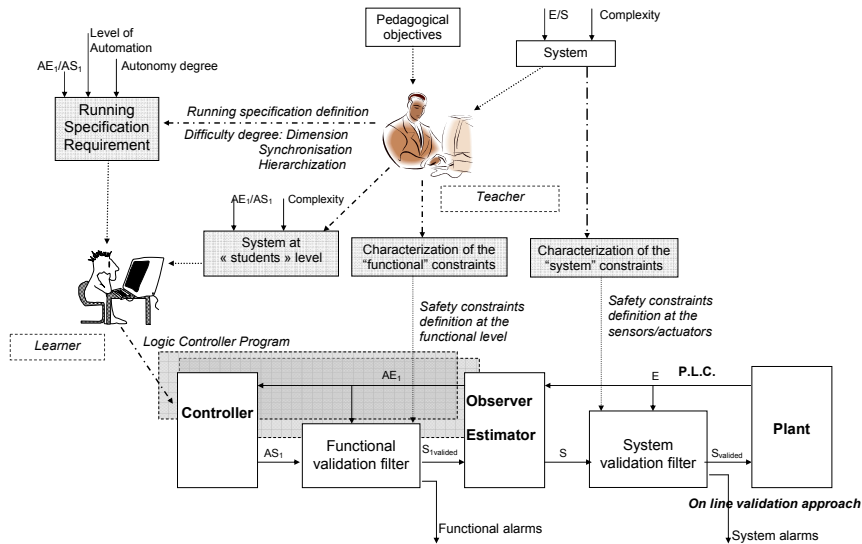 Level of
Automation
AE1/AS1
Autonomy degree
Running
Specification
Requirement
Pedagogical
objectives
E/S
Complexity
System
Running specification definition
Difficulty degree: Dimension
Synchronisation
Hierarchization
Teacher
AE1/AS1
Complexity
System at
« students » level
Characterization of the
“functional” constraints
Characterization of the
“system” constraints
Safety constraints
definition at the
functional level
Safety constraints
definition at the
sensors/actuators
Learner
Logic Controller Program
Controller
AE1
Observer
Estimator
E
P.L.C.
Plant
AS1
Functional
validation filter
S1valided
S
System
validation filter
Svalided
On line validation approach
Functional alarms
System alarms